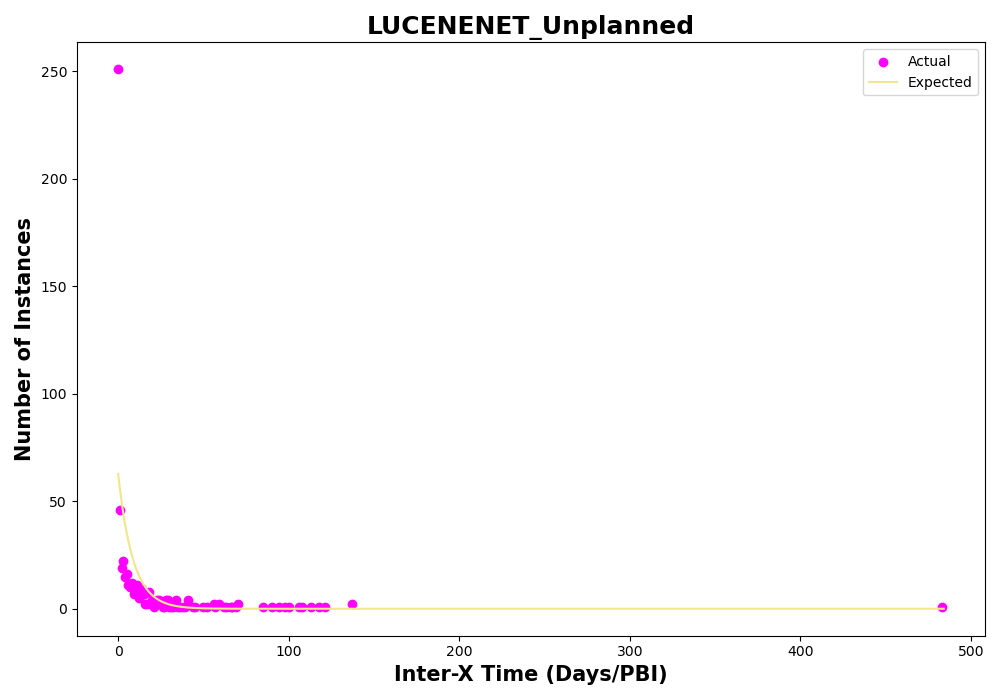 LUCENENET_Unplanned
Actual
Expected
Number of Instances
250
200
150
100
50
0
0 100 200 300 400 500
Inter-X Time (Days/PBI)